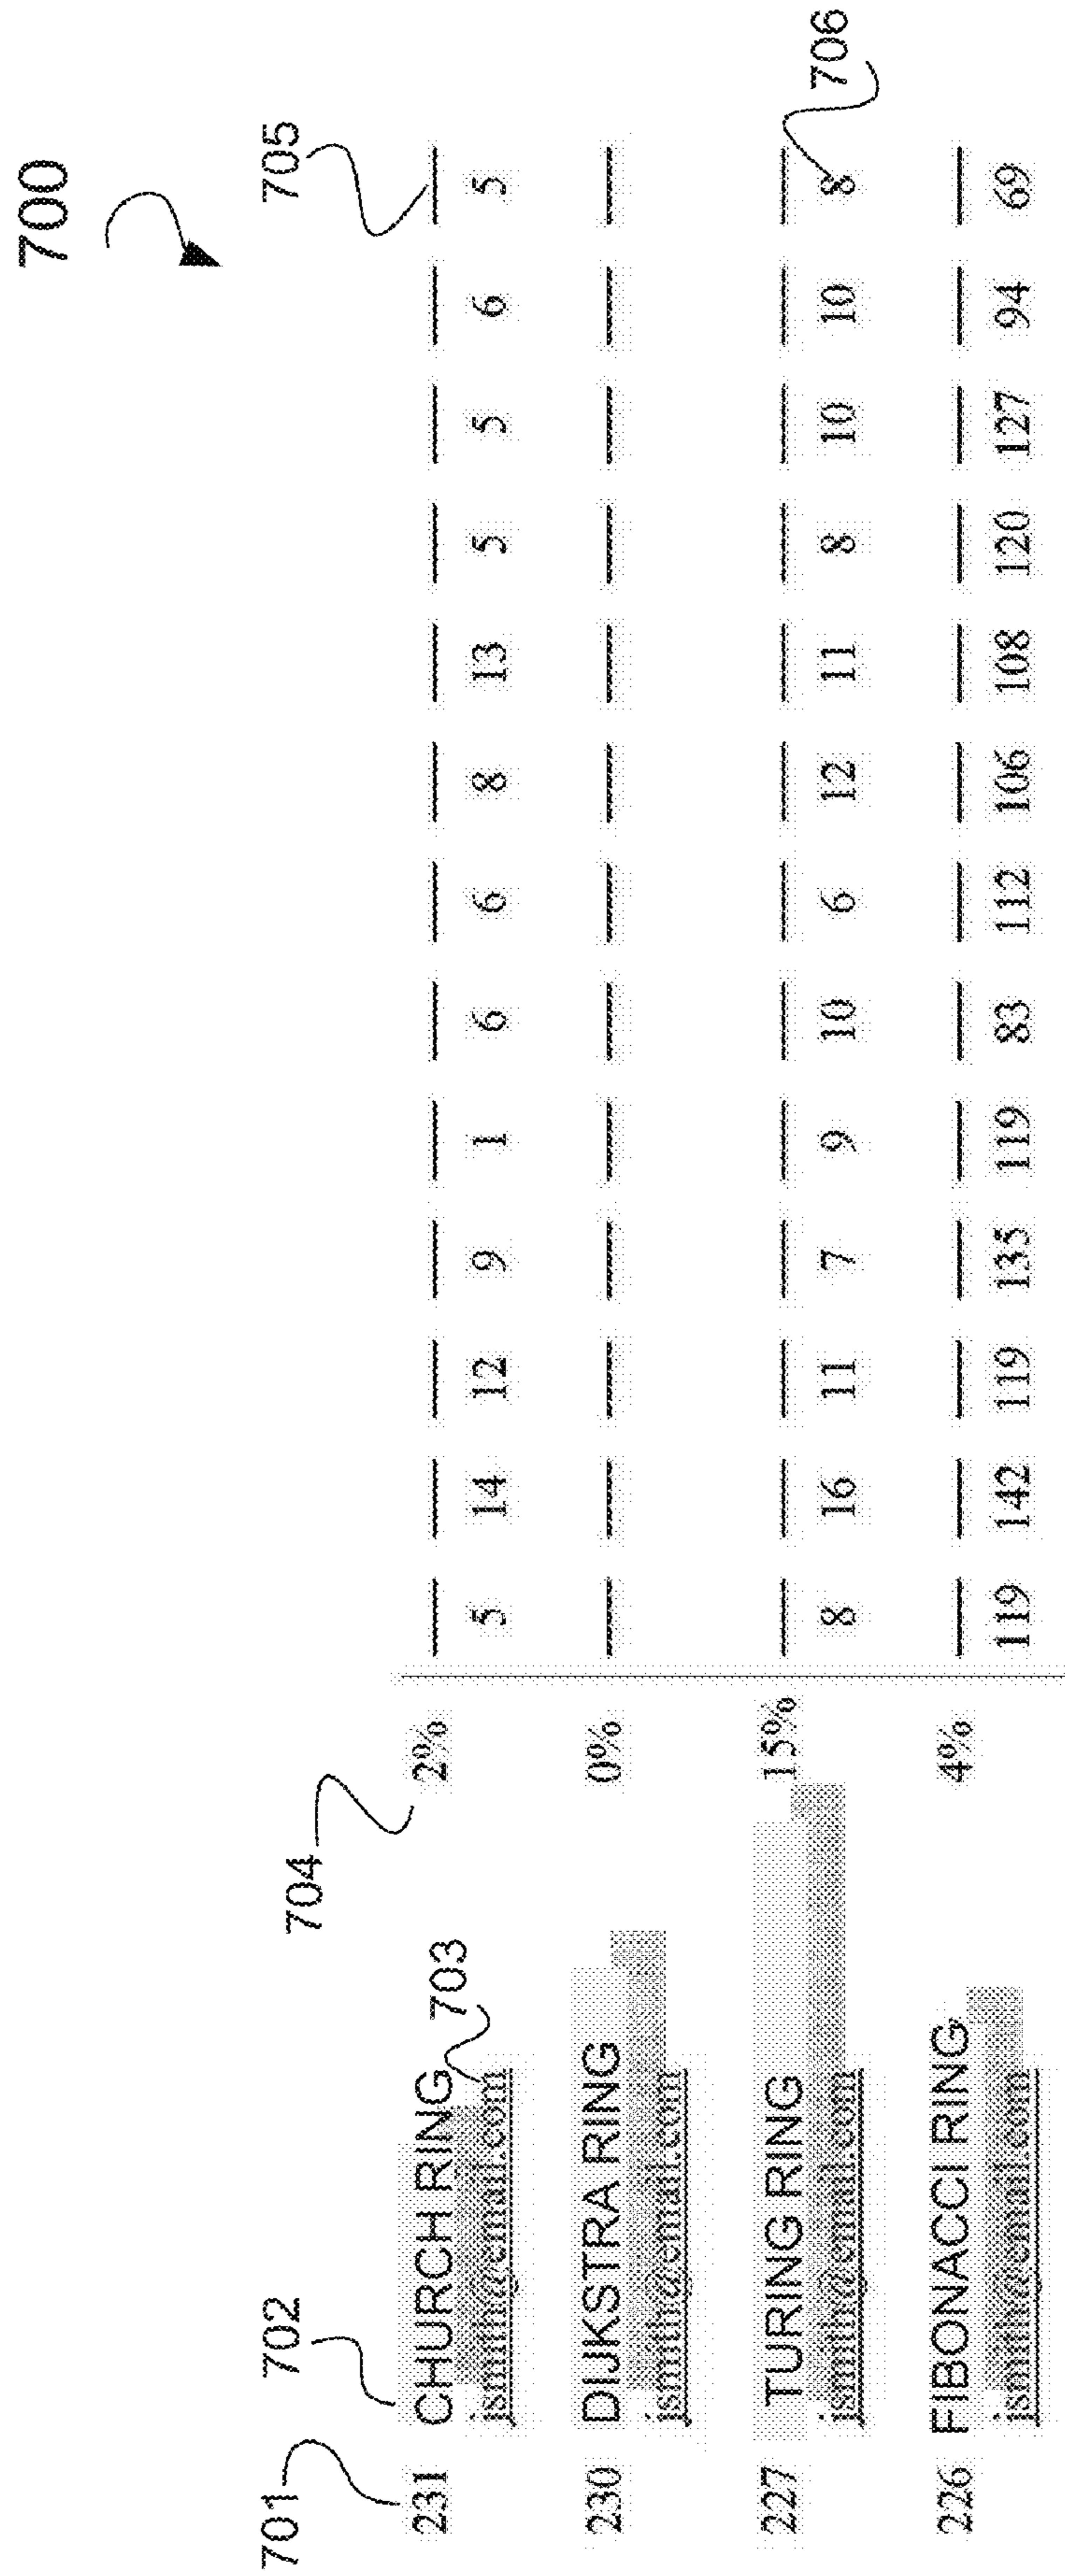 700
701 702 703 704 705
231 CHURCH RING 2%
jsmith@email.com 5 14 12 9 1 6 6 8 13 5 5 6 5
230 DIJKSTRA RING 0%
jsmith@email.com
227 TURING RING 15%
jsmith@email.com 8 16 11 7 9 10 6 12 11 8 10 10 8
706
226 FIBONACCI RING 4%
jsmith@email.com 119 142 119 135 119 83 112 106 108 120 127 94 69